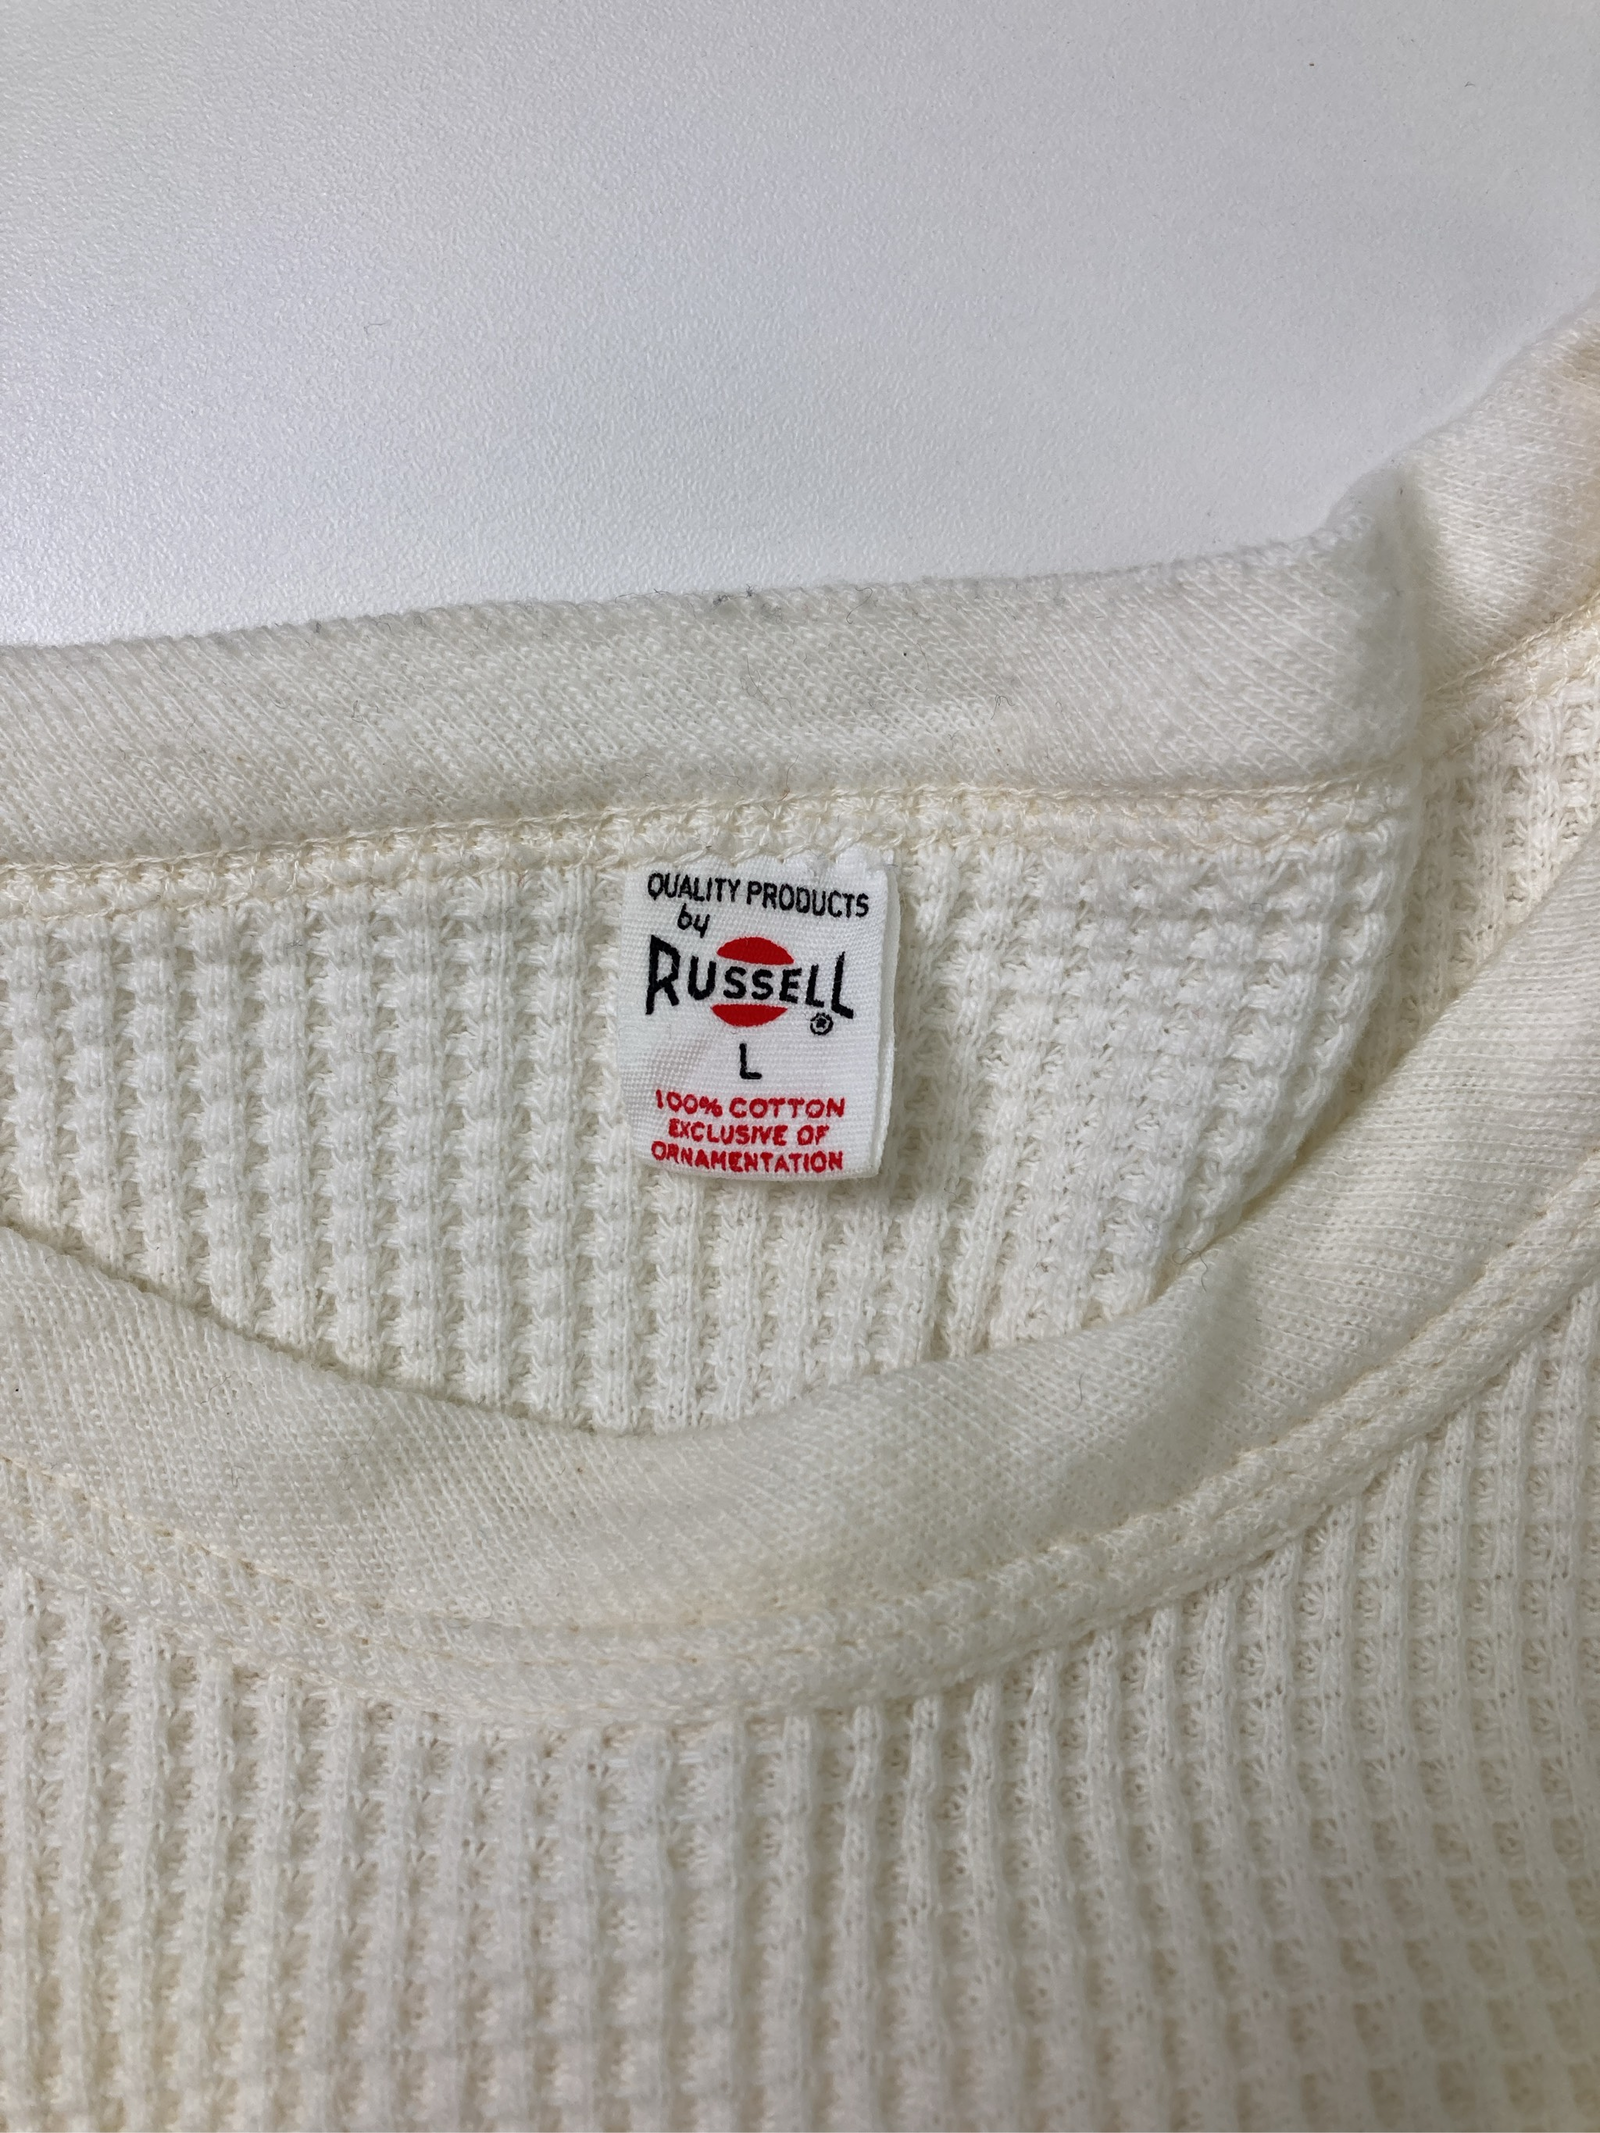 QUALITY PRODUCTS
by
RUSSELL
®
L
100% COTTON
EXCLUSIVE OF
ORNAMENTATION